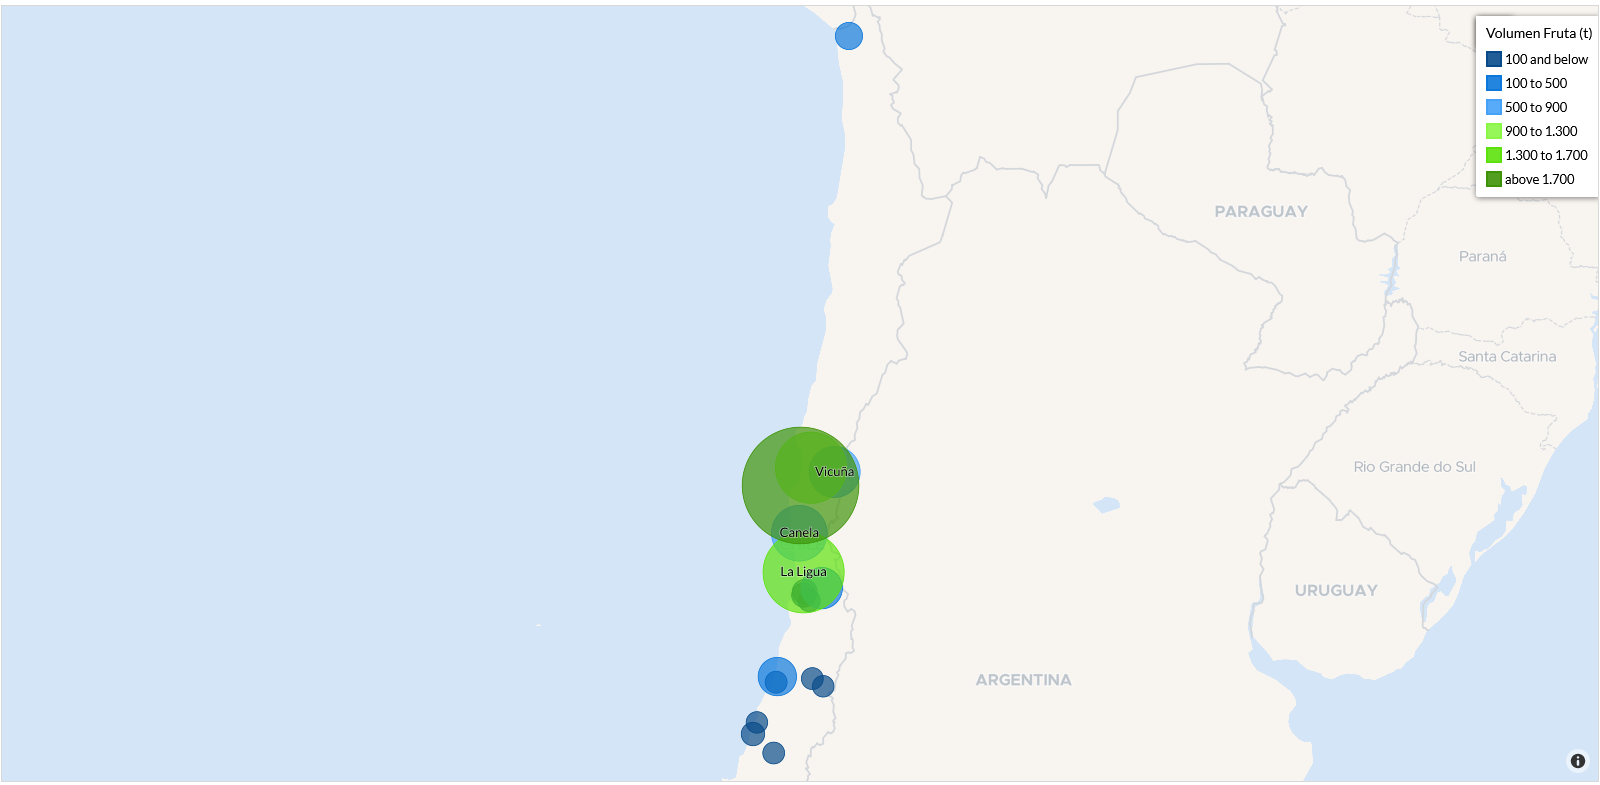 Volumen Fruta (t)
100 and below
100 to 500
500 to 900
900 to 1.300
1.300 to 1.700
above 1.700
PARAGUAY
Paraná
Santa Catarina
Rio Grande do Sul
Vicuña
Canela
La Ligua
URUGUAY
ARGENTINA